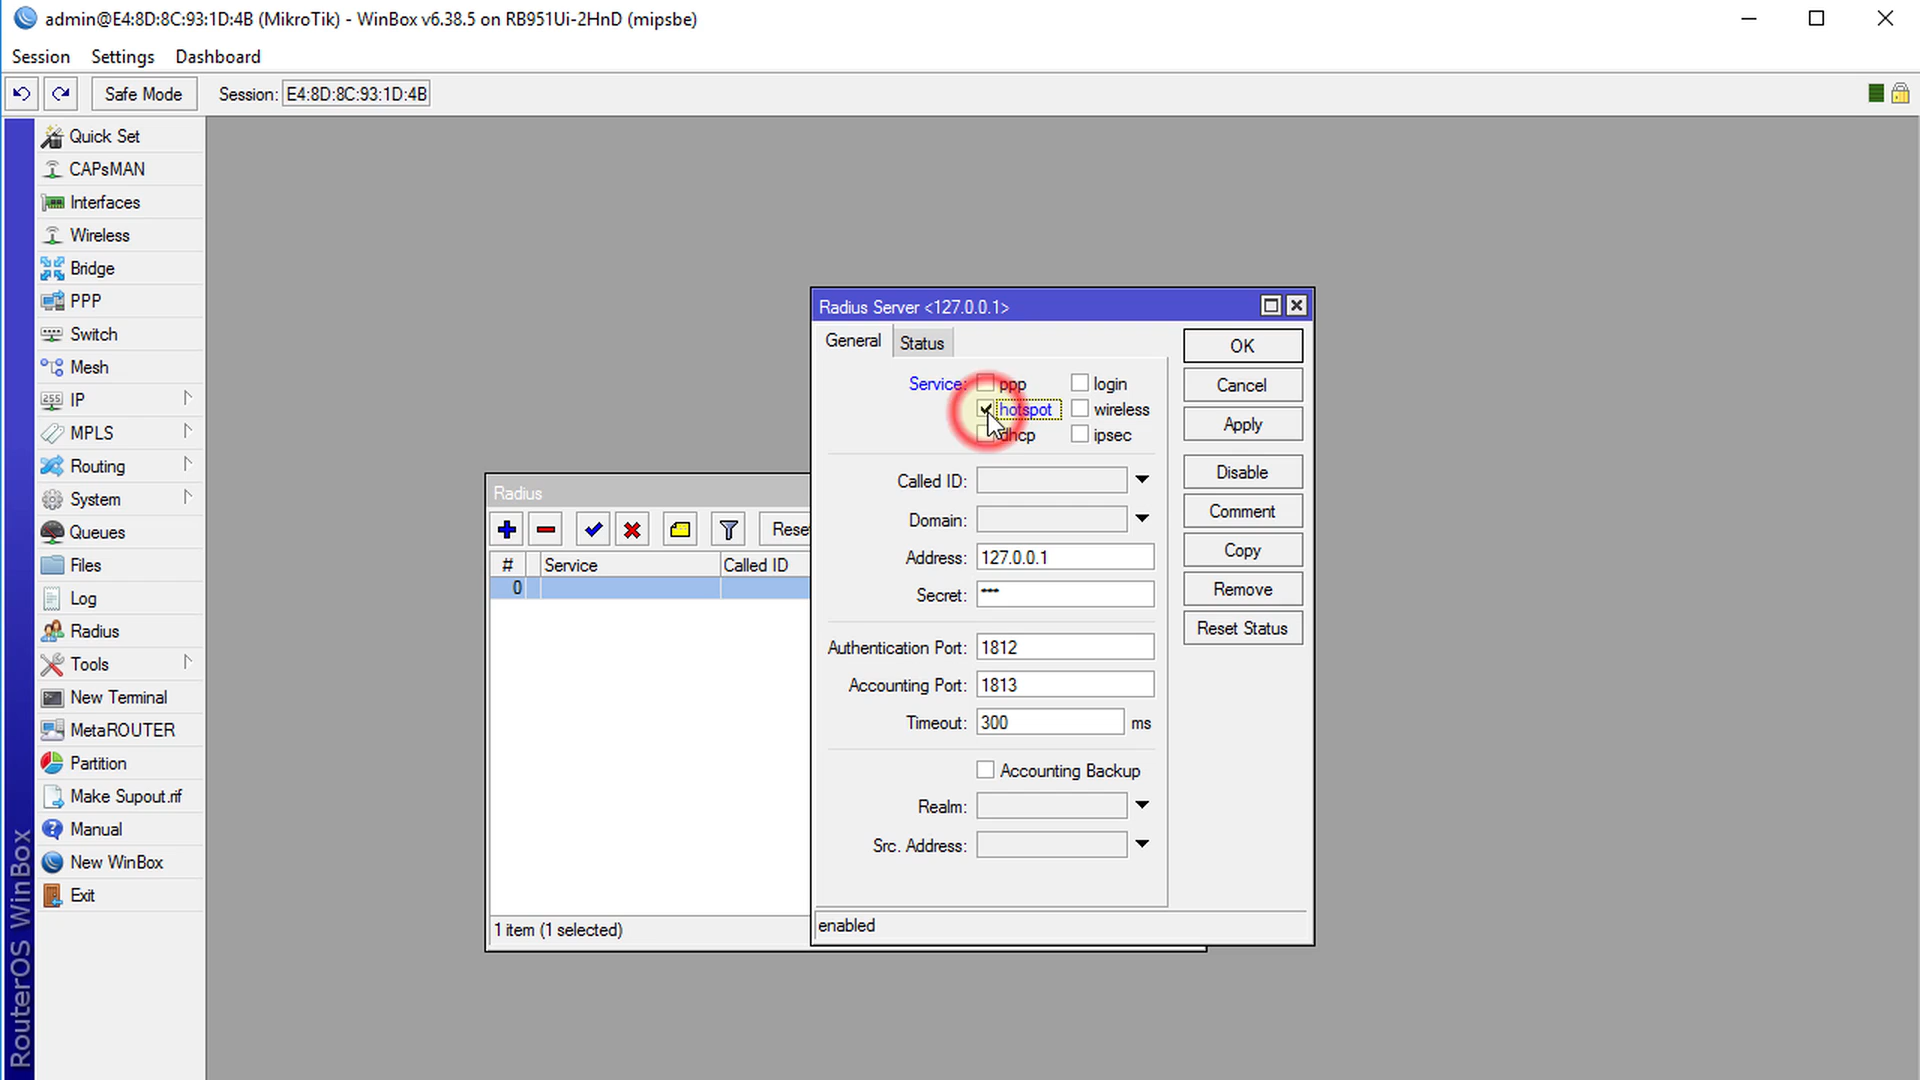 admin@E4:8D:8C:93:1D:4B (MikroTik) - WinBox v6.38.5 on RB951Ui-2HnD (mipsbe)
Session Settings Dashboard
Safe Mode Session: E4:8D:8C:93:1D:4B
Quick Set
CAPsMAN
Interfaces
Wireless
Bridge
PPP
Switch
Mesh
255 IP
MPLS
Routing
System
Queues
Files
Log
Radius
Tools
New Terminal
MetaROUTER
Partition
Make Supout.rif
Manual
New WinBox
Exit
RouterOS WinBox
Radius
Rese
# Service Called ID
0
1 item (1 selected)
Radius Server <127.0.0.1>
General Status
Service: ppp login
hotspot wireless
dhcp ipsec
Called ID:
Domain:
Address: 127.0.0.1
Secret: ***
Authentication Port: 1812
Accounting Port: 1813
Timeout: 300 ms
Accounting Backup
Realm:
Src. Address:
enabled
OK
Cancel
Apply
Disable
Comment
Copy
Remove
Reset Status